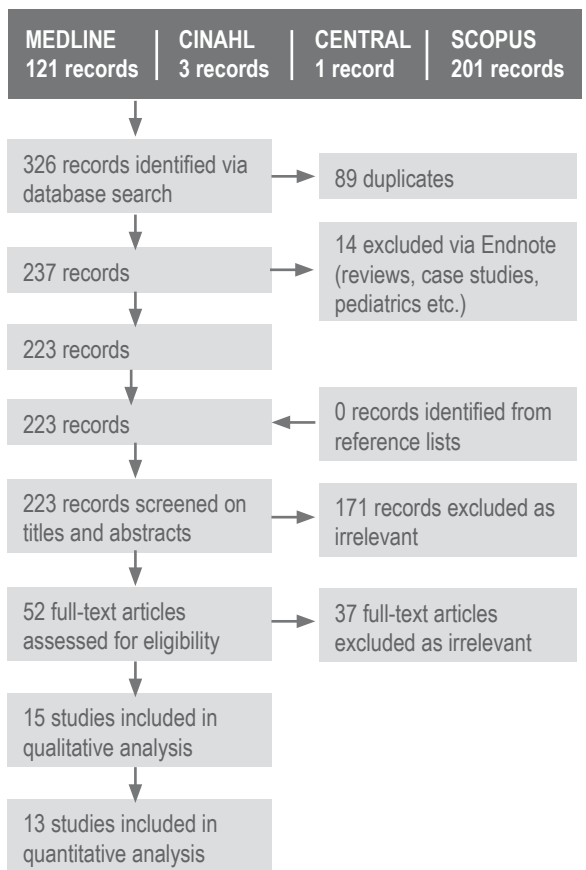 MEDLINE
121 records
CINAHL
3 records
CENTRAL
1 record
SCOPUS
201 records
326 records identified via
database search
89 duplicates
237 records
14 excluded via Endnote
(reviews, case studies,
pediatrics etc.)
223 records
223 records
0 records identified from
reference lists
223 records screened on
titles and abstracts
171 records excluded as
irrelevant
52 full-text articles
assessed for eligibility
37 full-text articles
excluded as irrelevant
15 studies included in
qualitative analysis
13 studies included in
quantitative analysis